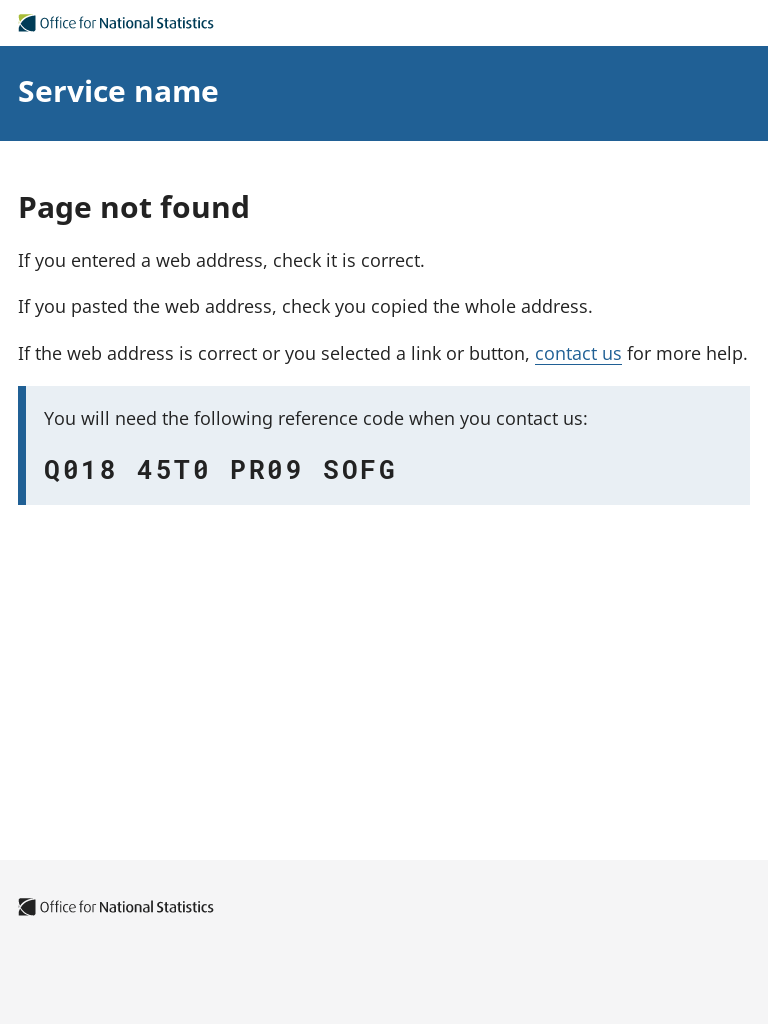 Office for National Statistics
Service name
Page not found
If you entered a web address, check it is correct.
If you pasted the web address, check you copied the whole address.
If the web address is correct or you selected a link or button, contact us for more help.
You will need the following reference code when you contact us:
Q018 45T0 PR09 SOFG
Office for National Statistics